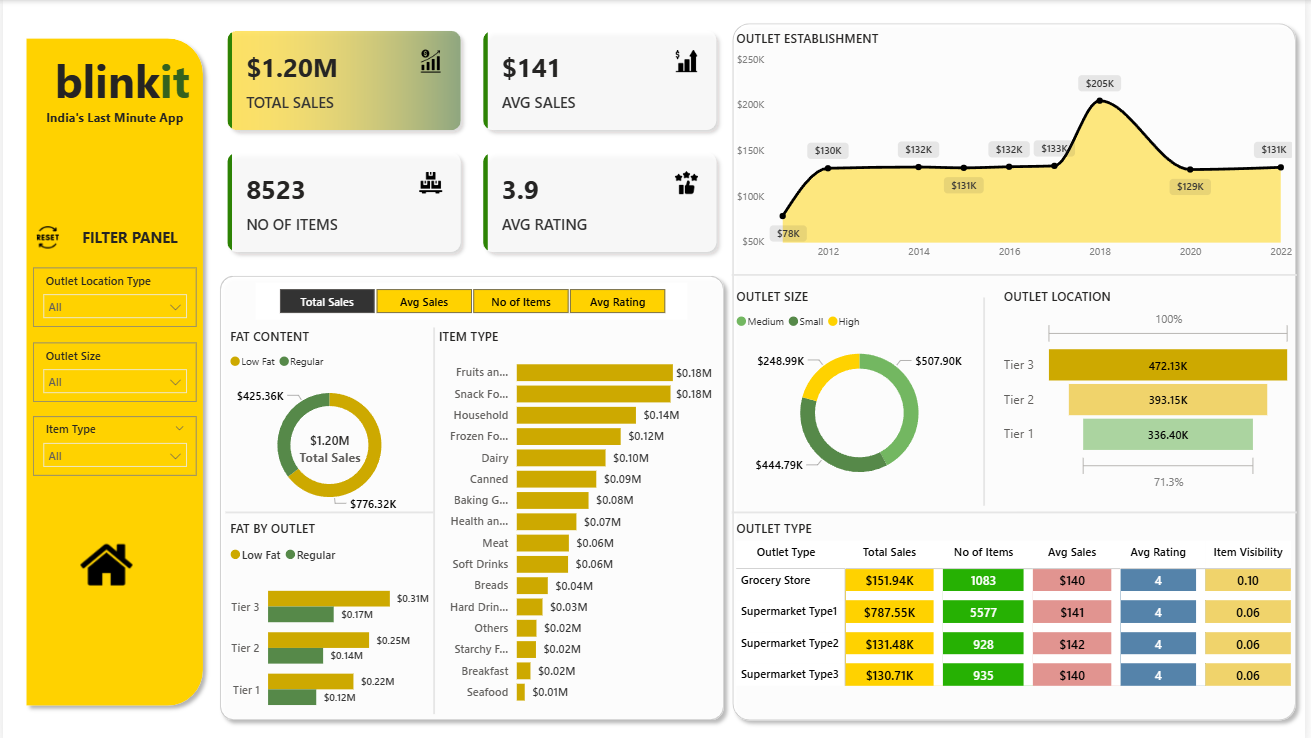 blinkit
India's Last Minute App
RESET
FILTER PANEL
Outlet Location Type
All
Outlet Size
All
Item Type
All
$1.20M
TOTAL SALES
$141
AVG SALES
8523
NO OF ITEMS
3.9
AVG RATING
Total Sales Avg Sales No of Items Avg Rating
FAT CONTENT
Low Fat Regular
$425.36K
$1.20M
Total Sales
$776.32K
FAT BY OUTLET
Low Fat Regular
Tier 3 $0.31M
$0.17M
Tier 2 $0.25M
$0.14M
Tier 1 $0.22M
$0.12M
ITEM TYPE
Fruits an... $0.18M
Snack Fo... $0.18M
Household $0.14M
Frozen Fo... $0.12M
Dairy $0.10M
Canned $0.09M
Baking G... $0.08M
Health an... $0.07M
Meat $0.06M
Soft Drinks $0.06M
Breads $0.04M
Hard Drin... $0.03M
Others $0.02M
Starchy F... $0.02M
Breakfast $0.02M
Seafood $0.01M
OUTLET ESTABLISHMENT
$250K
$200K
$150K
$100K
$50K
$78K
$130K
$132K
$131K
$132K
$133K
$205K
$129K
$131K
2012 2014 2016 2018 2020 2022
OUTLET SIZE
Medium Small High
$248.99K
$507.90K
$444.79K
OUTLET LOCATION
100%
Tier 3 472.13K
Tier 2 393.15K
Tier 1 336.40K
71.3%
OUTLET TYPE
Outlet Type Total Sales No of Items Avg Sales Avg Rating Item Visibility
Grocery Store $151.94K 1083 $140 4 0.10
Supermarket Type1 $787.55K 5577 $141 4 0.06
Supermarket Type2 $131.48K 928 $142 4 0.06
Supermarket Type3 $130.71K 935 $140 4 0.06